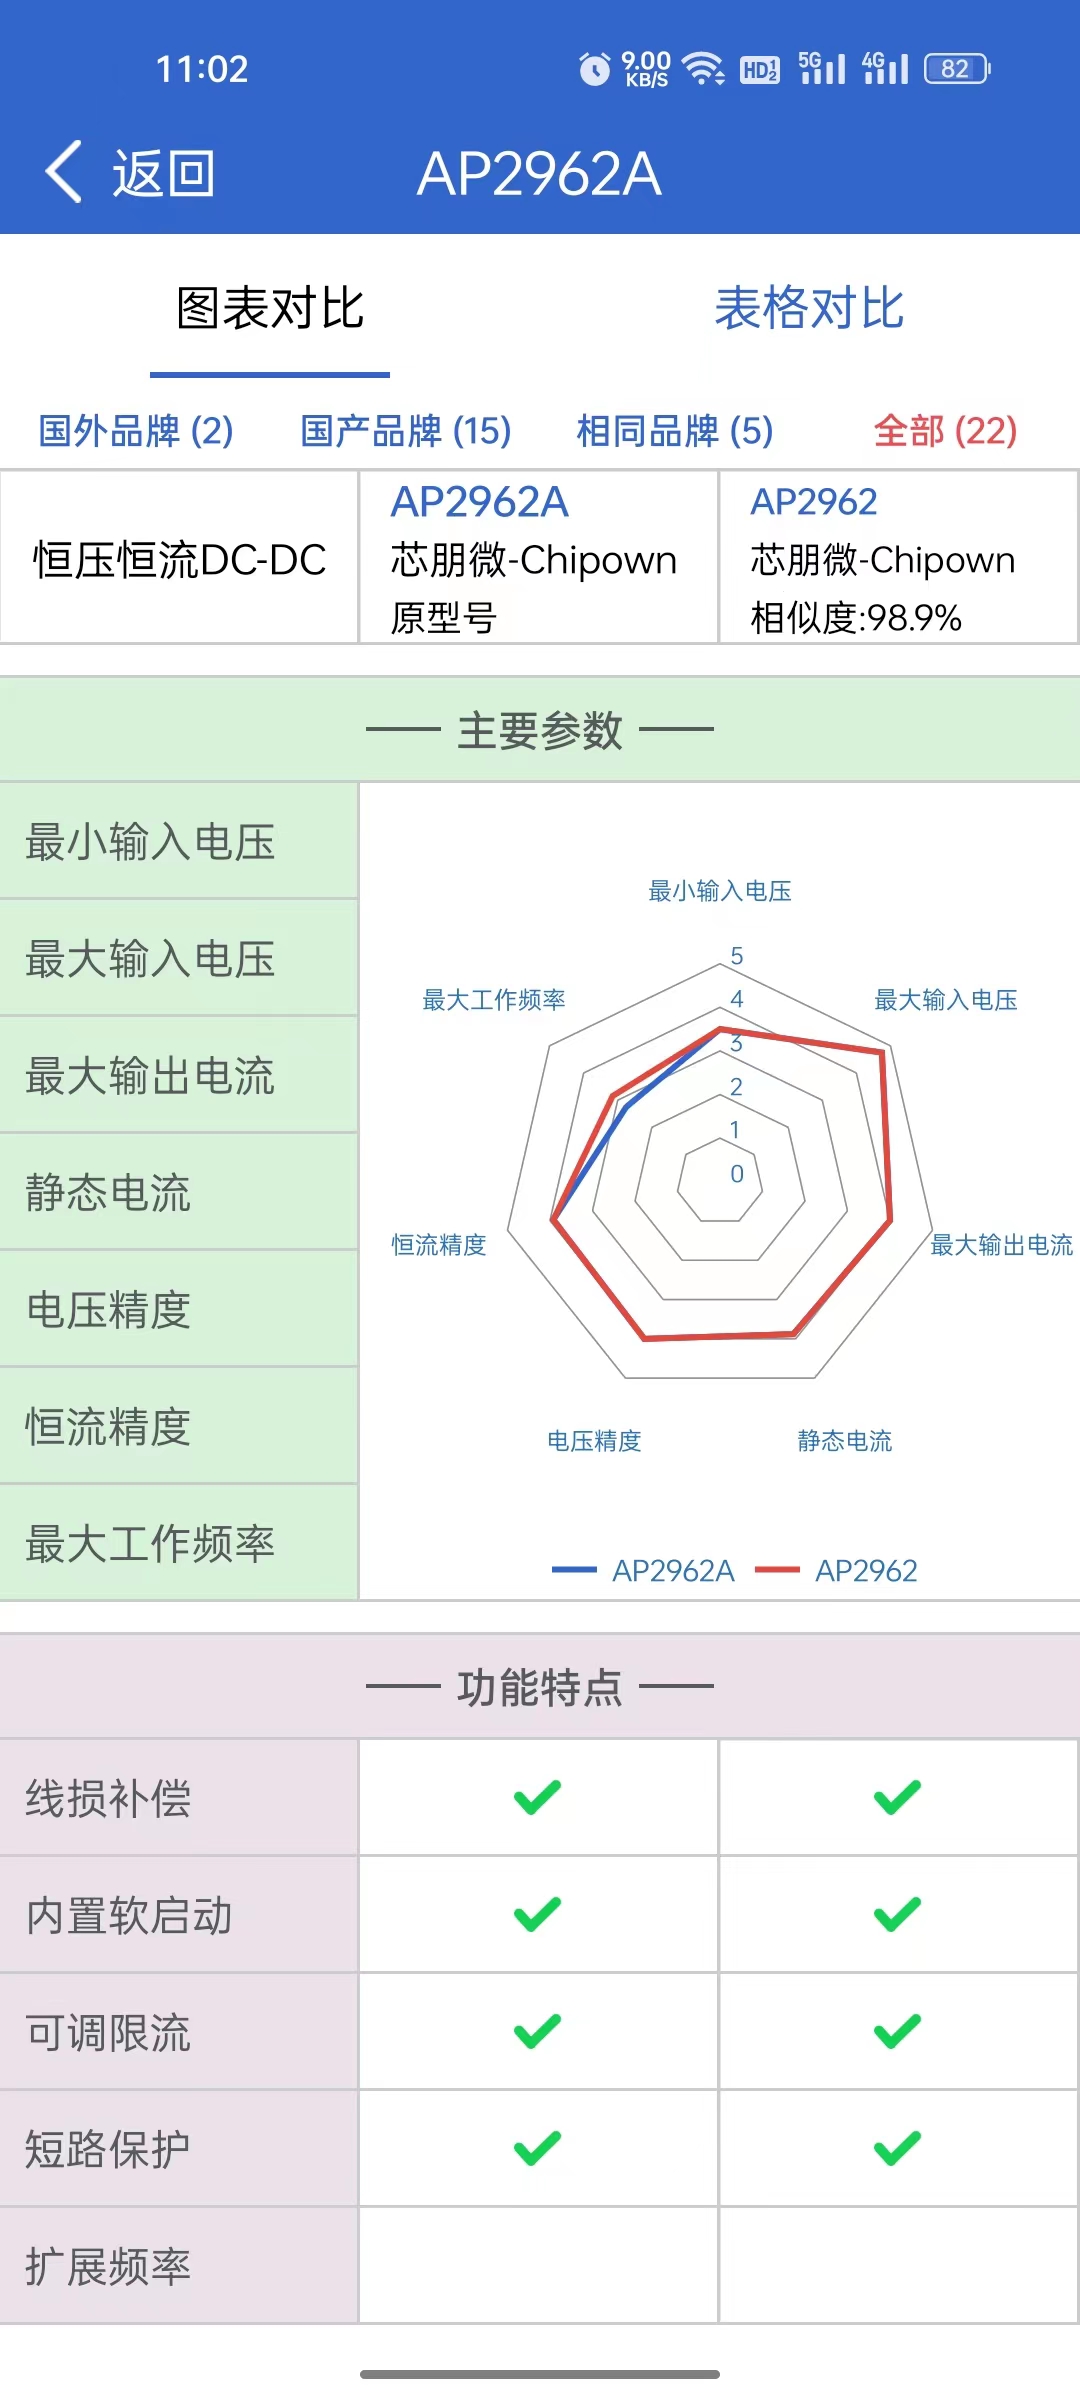 11:02
9.00
KB/S
HD12
5G
4G
82
返回
AP2962A
图表对比
表格对比
国外品牌 (2)
国产品牌 (15)
相同品牌 (5)
全部 (22)
恒压恒流DC-DC
AP2962A
芯朋微-Chipown
原型号
AP2962
芯朋微-Chipown
相似度:98.9%
主要参数
最小输入电压
最大输入电压
最大输出电流
静态电流
电压精度
恒流精度
最大工作频率
最小输入电压
5
最大工作频率
4
最大输入电压
3
2
1
0
恒流精度
最大输出电流
电压精度
静态电流
AP2962A
AP2962
功能特点
线损补偿
内置软启动
可调限流
短路保护
扩展频率